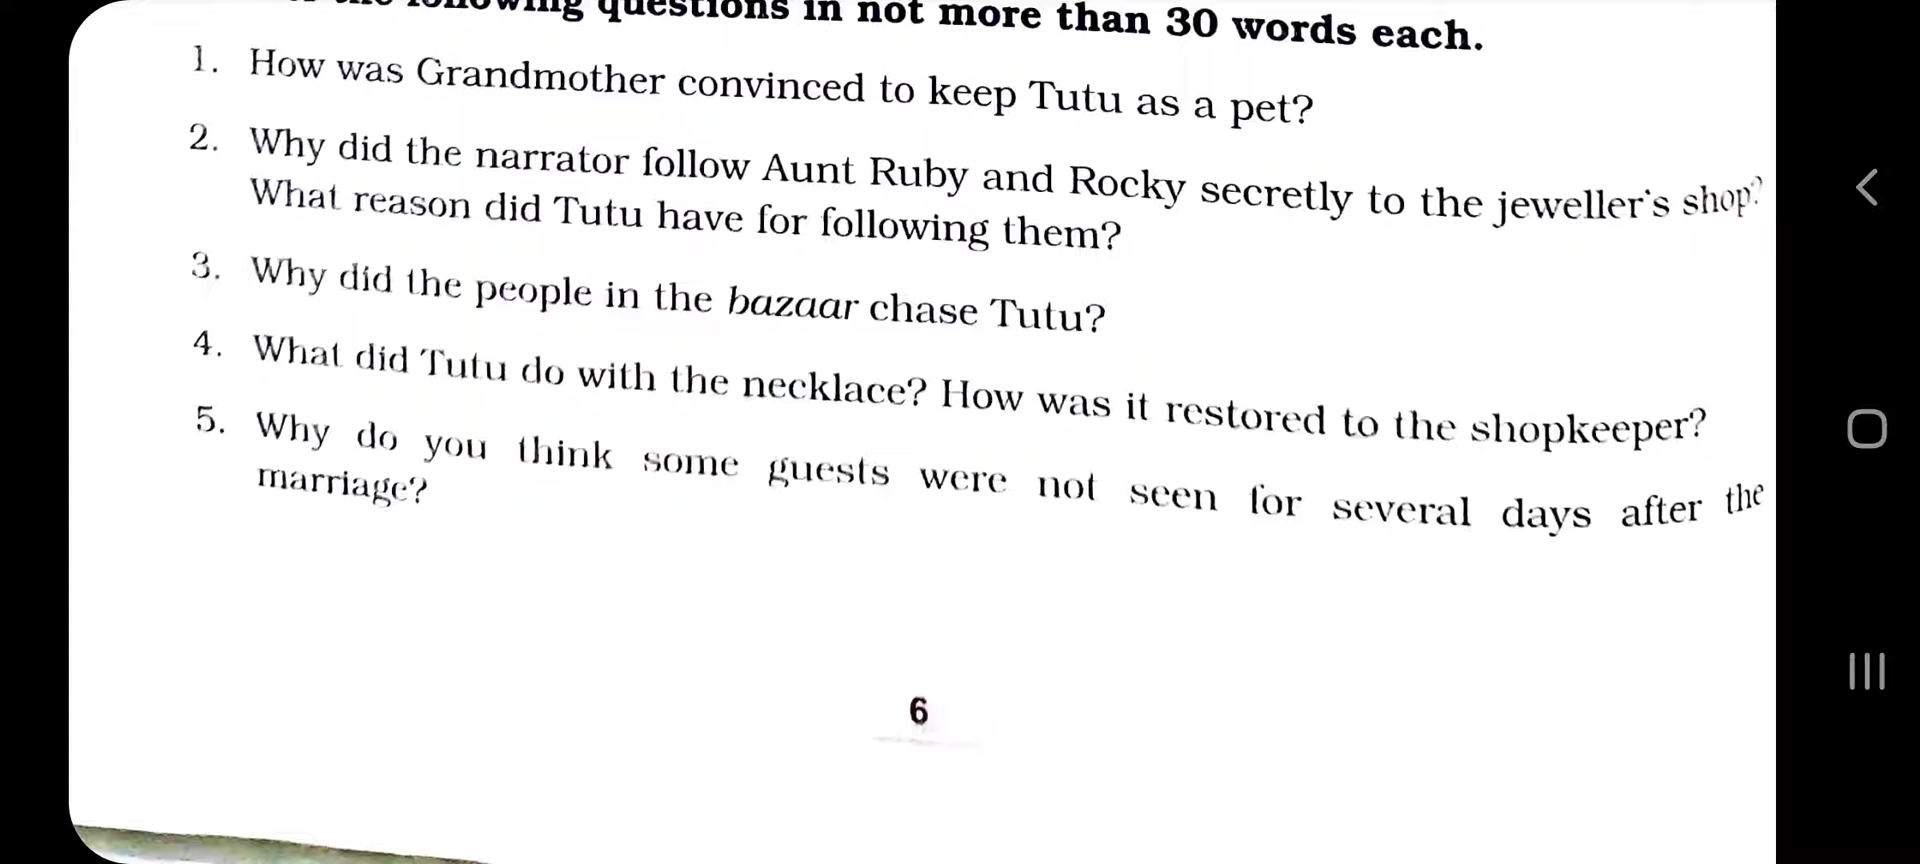 following questions in not more than 30 words each.
1. How was Grandmother convinced to keep Tutu as a pet?
2. Why did the narrator follow Aunt Ruby and Rocky secretly to the jeweller's shop?
What reason did Tutu have for following them?
3. Why did the people in the bazaar chase Tutu?
4. What did Tutu do with the necklace? How was it restored to the shopkeeper?
5. Why do you think some guests were not seen for several days after the
marriage?
6